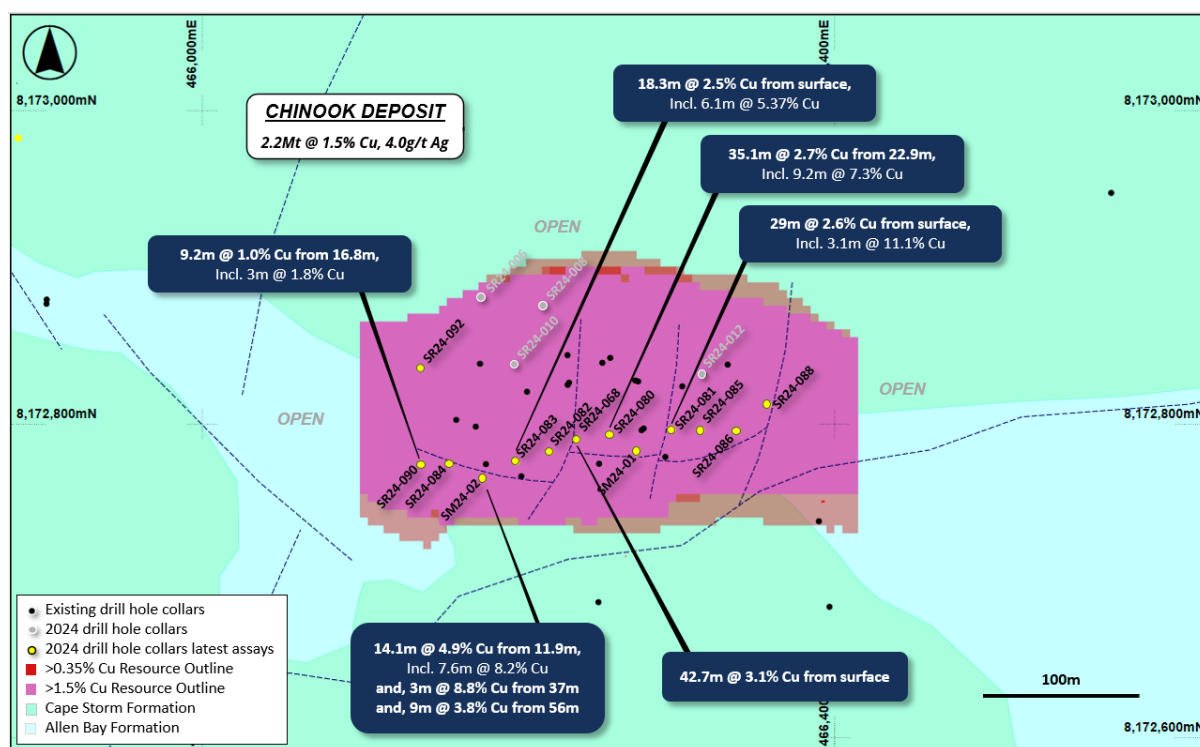 466,000mE
466,400mE
8,173,000mN
8,173,000mN
CHINOOK DEPOSIT
2.2Mt @ 1.5% Cu, 4.0g/t Ag
18.3m @ 2.5% Cu from surface,
Incl. 6.1m @ 5.37% Cu
35.1m @ 2.7% Cu from 22.9m,
Incl. 9.2m @ 7.3% Cu
29m @ 2.6% Cu from surface,
Incl. 3.1m @ 11.1% Cu
9.2m @ 1.0% Cu from 16.8m,
Incl. 3m @ 1.8% Cu
OPEN
SR24-006
SR24-008
SR24-092
SR24-010
SR24-012
OPEN
OPEN
8,172,800mN
8,172,800mN
SR24-090
SR24-084
SM24-02
SR24-083
SR24-082
SR24-068
SR24-080
SM24-01
SR24-081
SR24-085
SR24-086
SR24-088
Existing drill hole collars
2024 drill hole collars
2024 drill hole collars latest assays
>0.35% Cu Resource Outline
>1.5% Cu Resource Outline
Cape Storm Formation
Allen Bay Formation
14.1m @ 4.9% Cu from 11.9m,
Incl. 7.6m @ 8.2% Cu
and, 3m @ 8.8% Cu from 37m
and, 9m @ 3.8% Cu from 56m
42.7m @ 3.1% Cu from surface
100m
466,400
8,172,600mN